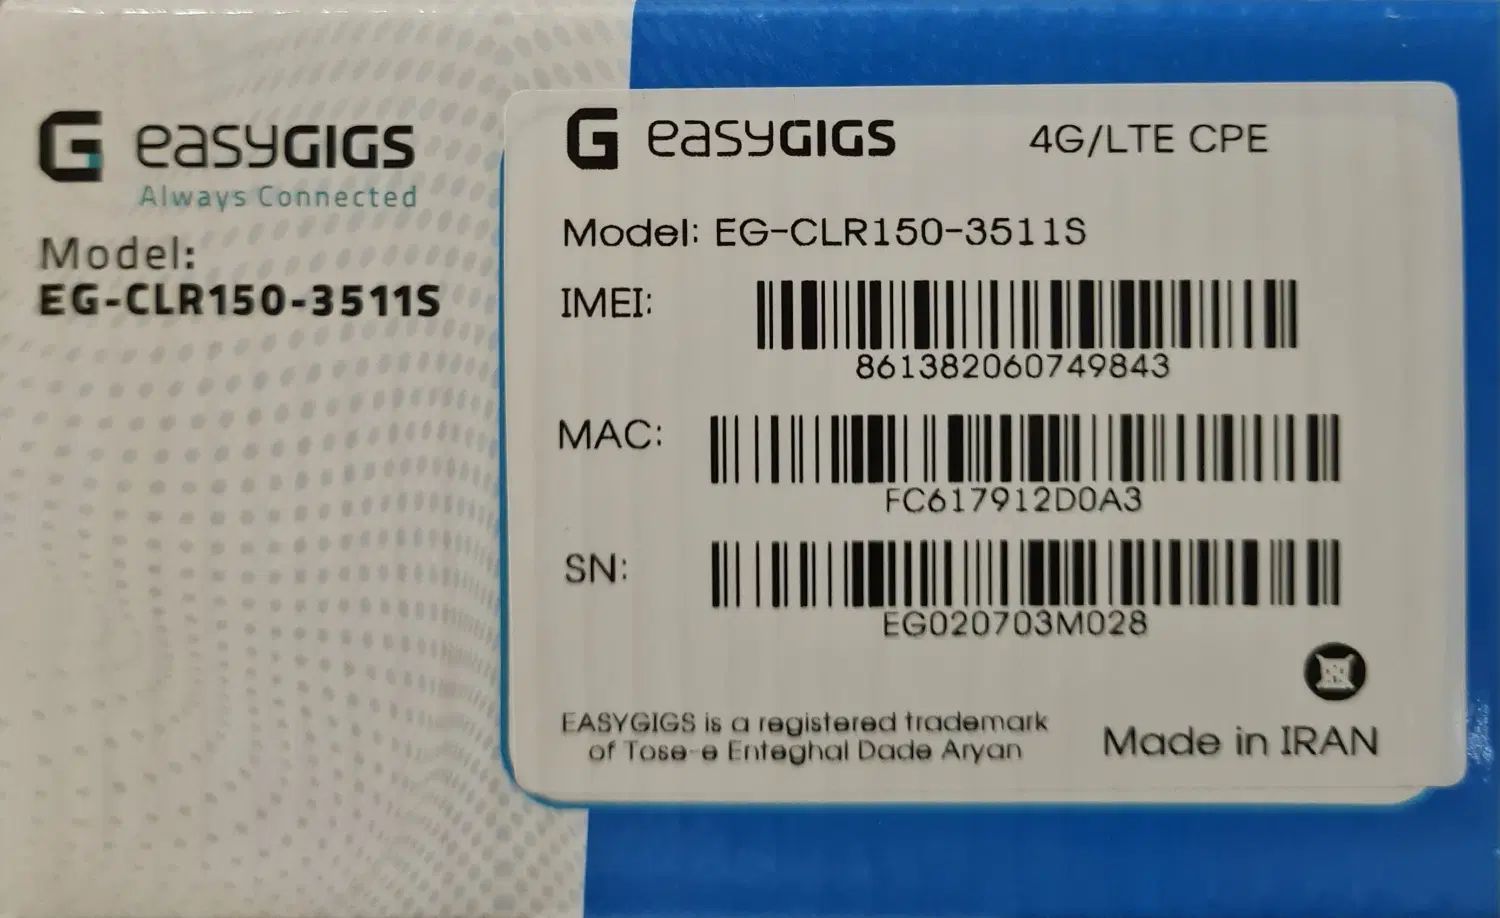 easyGIGS
Always Connected
Model:
EG-CLR150-3511S
easyGIGS 4G/LTE CPE
Model: EG-CLR150-3511S
IMEI:
861382060749843
MAC:
FC617912D0A3
SN:
EG020703M028
EASYGIGS is a registered trademark
of Tose-e Enteghal Dade Aryan
Made in IRAN